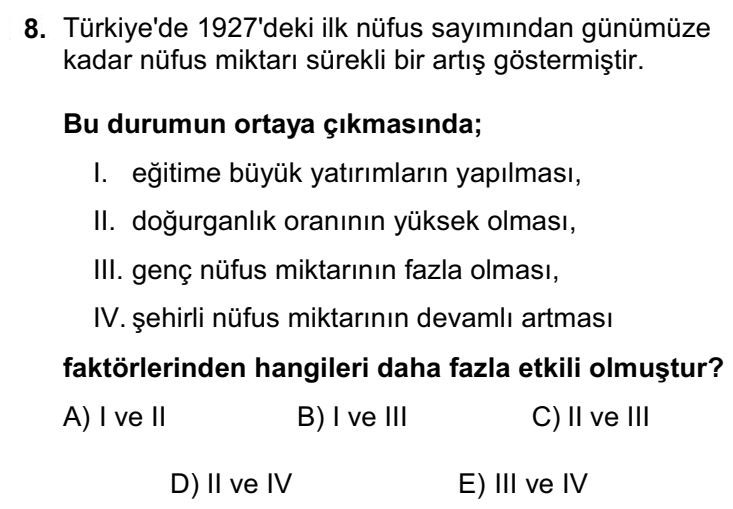 8. Türkiye'de 1927'deki ilk nüfus sayımından günümüze
kadar nüfus miktarı sürekli bir artış göstermiştir.
Bu durumun ortaya çıkmasında;
I. eğitime büyük yatırımların yapılması,
II. doğurganlık oranının yüksek olması,
III. genç nüfus miktarının fazla olması,
IV. şehirli nüfus miktarının devamlı artması
faktörlerinden hangileri daha fazla etkili olmuştur?
A) I ve II B) I ve III C) II ve III
D) II ve IV E) III ve IV